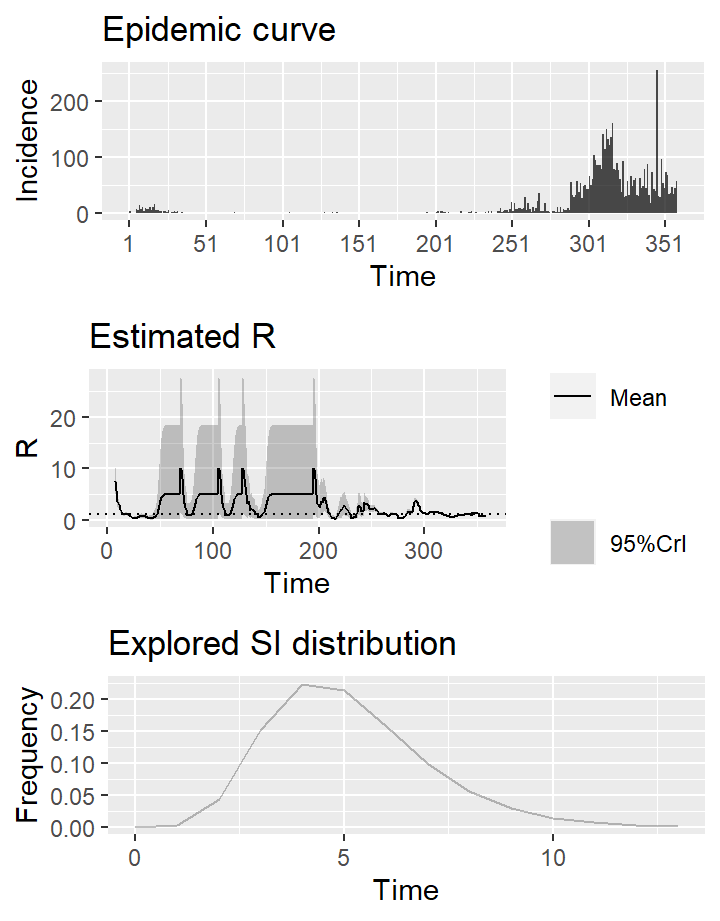 Epidemic curve
Incidence
200
100
0
1 51 101 151 201 251 301 351
Time
Estimated R
R
20
10
0
0 100 200 300
Time
Mean
95%CrI
Explored SI distribution
Frequency
0.20
0.15
0.10
0.05
0.00
0 5 10
Time